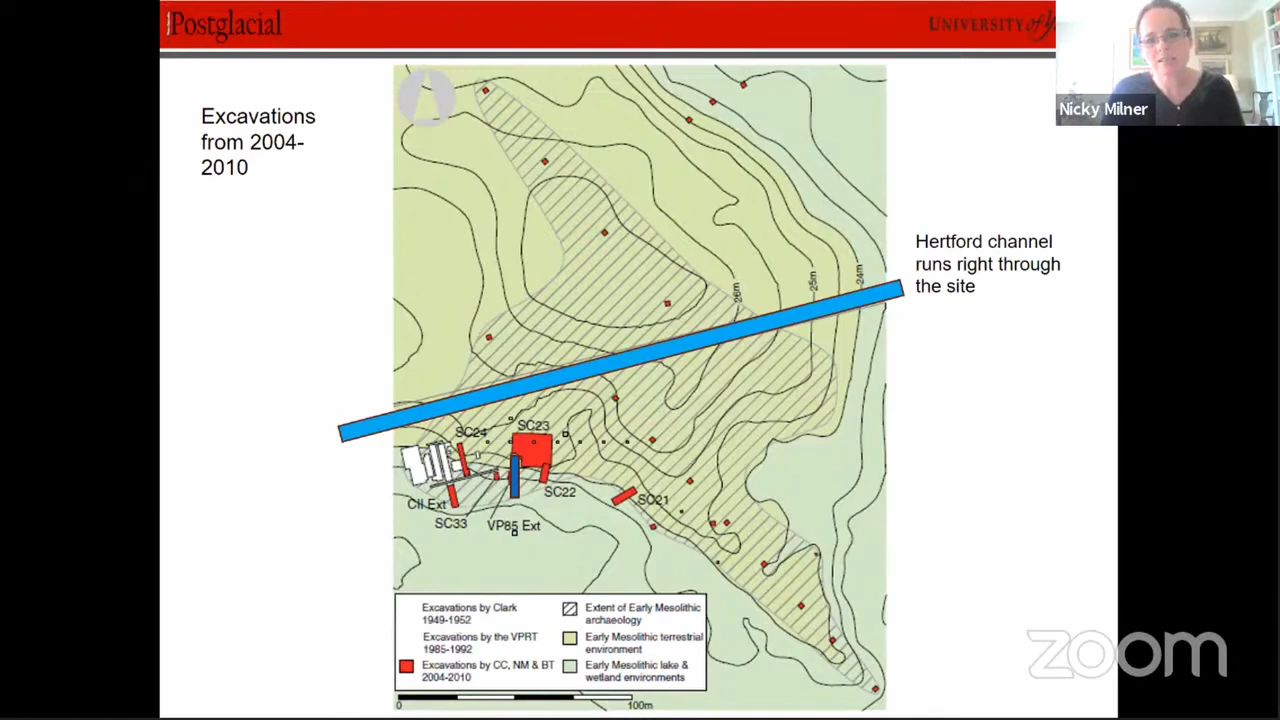 Postglacial
UNIVERSITY of
Nicky Milner
Excavations
from 2004-
2010
Hertford channel
runs right through
the site
26m
25m
24m
SC24
SC23
SC22
SC21
CII Ext
SC33
VP85 Ext
Excavations by Clark
1949-1952
Excavations by the VPRT
1985-1992
Excavations by CC, NM & BT
2004-2010
Extent of Early Mesolithic
archaeology
Early Mesolithic terrestrial
environment
Early Mesolithic lake &
wetland environments
0
100m
zoom